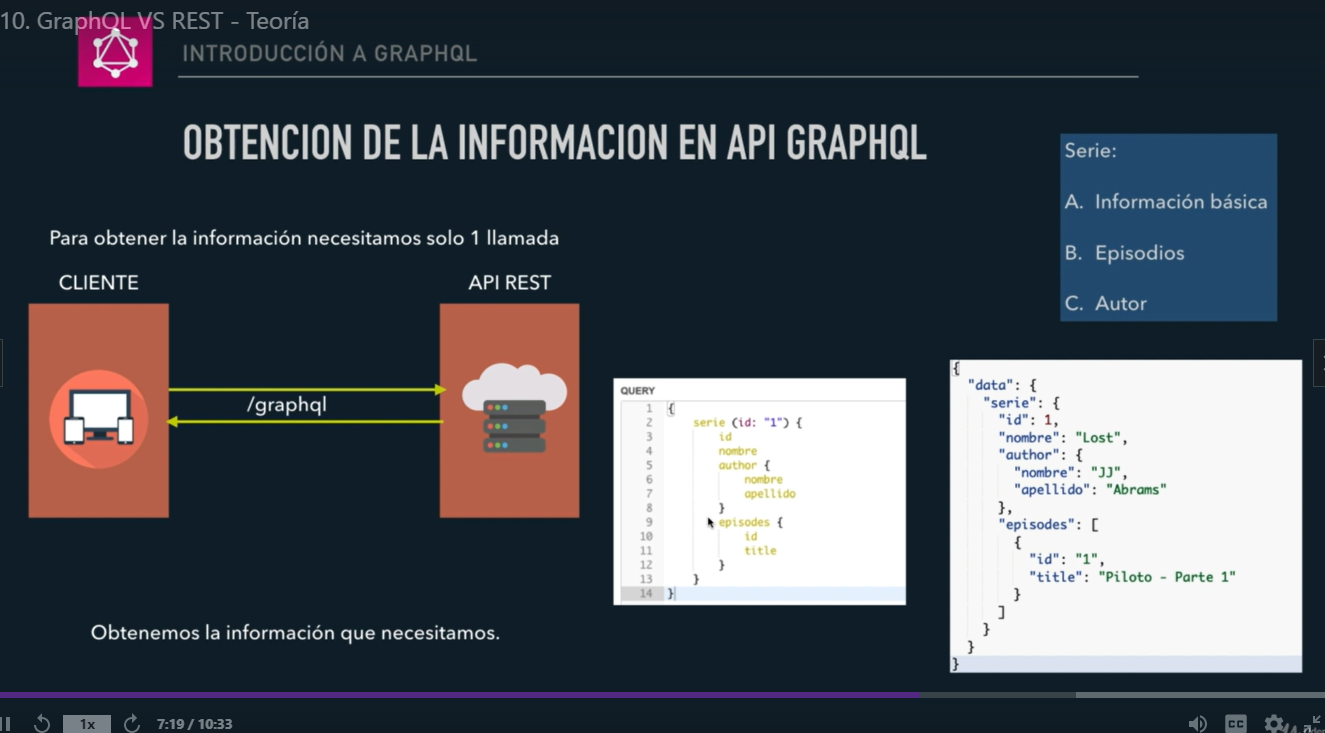 10. GraphQL VS REST - Teoría
INTRODUCCIÓN A GRAPHQL
OBTENCION DE LA INFORMACION EN API GRAPHQL
Serie:
A. Información básica
B. Episodios
C. Autor
Para obtener la información necesitamos solo 1 llamada
CLIENTE
API REST
/graphql
QUERY
1 {
2 serie (id: "1") {
3 id
4 nombre
5 author {
6 nombre
7 apellido
8 }
9 episodes {
10 id
11 title
12 }
13 }
14 }
{
"data": {
"serie": {
"id": 1,
"nombre": "Lost",
"author": {
"nombre": "JJ",
"apellido": "Abrams"
},
"episodes": [
{
"id": "1",
"title": "Piloto - Parte 1"
}
]
}
}
}
Obtenemos la información que necesitamos.
1x
7:19 / 10:33
CC